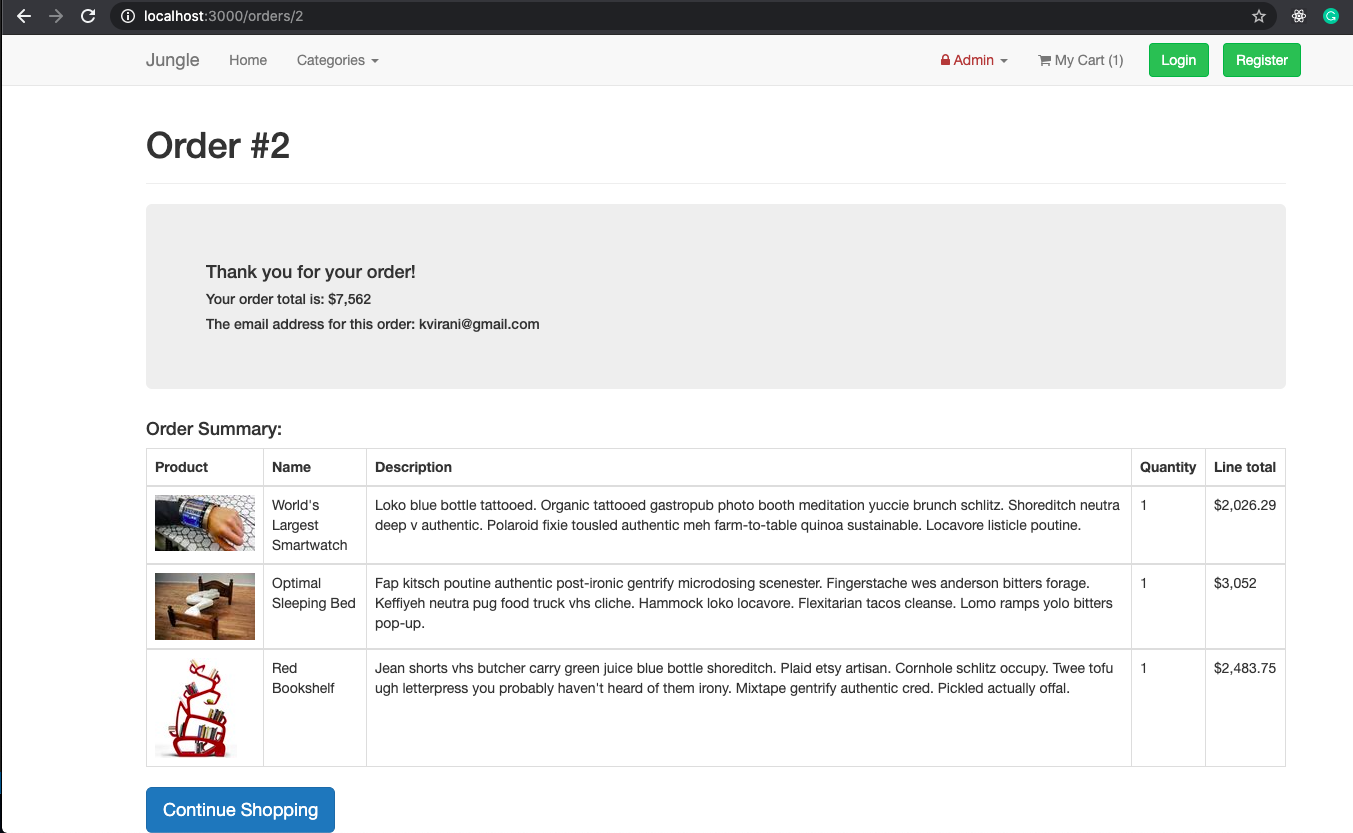 localhost:3000/orders/2
Jungle Home Categories Admin My Cart (1) Login Register
Order #2
Thank you for your order!
Your order total is: $7,562
The email address for this order: kvirani@gmail.com
Order Summary:
Product Name Description Quantity Line total
World's Loko blue bottle tattooed. Organic tattooed gastropub photo booth meditation yuccie brunch schlitz. Shoreditch neutra 1 $2,026.29
Largest deep v authentic. Polaroid fixie tousled authentic meh farm-to-table quinoa sustainable. Locavore listicle poutine.
Smartwatch
Optimal Fap kitsch poutine authentic post-ironic gentrify microdosing scenester. Fingerstache wes anderson bitters forage. 1 $3,052
Sleeping Bed Keffiyeh neutra pug food truck vhs cliche. Hammock loko locavore. Flexitarian tacos cleanse. Lomo ramps yolo bitters
pop-up.
Red Jean shorts vhs butcher carry green juice blue bottle shoreditch. Plaid etsy artisan. Cornhole schlitz occupy. Twee tofu 1 $2,483.75
Bookshelf ugh letterpress you probably haven't heard of them irony. Mixtape gentrify authentic cred. Pickled actually offal.
Continue Shopping